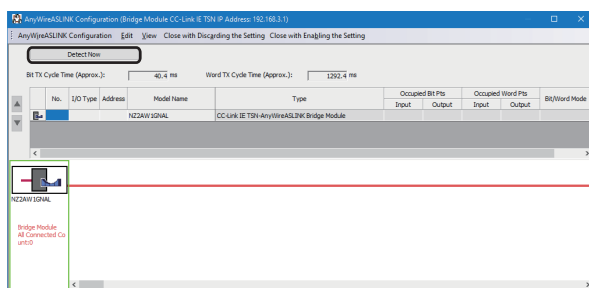 AnyWireASLINK Configuration (Bridge Module CC-Link IE TSN IP Address: 192.168.3.1)
AnyWireASLINK Configuration Edit View Close with Discarding the Setting Close with Enabling the Setting
Detect Now
Bit TX Cycle Time (Approx.): 40.4 ms Word TX Cycle Time (Approx.): 1292.4 ms
No. I/O Type Address Model Name Type Occupied Bit Pts Occupied Word Pts Bit/Word Mode
Input Output Input Output
NZ2AW1GNAL CC-Link IE TSN-AnyWireASLINK Bridge Module
NZ2AW1GNAL
Bridge Module
All Connected Co
unt:0